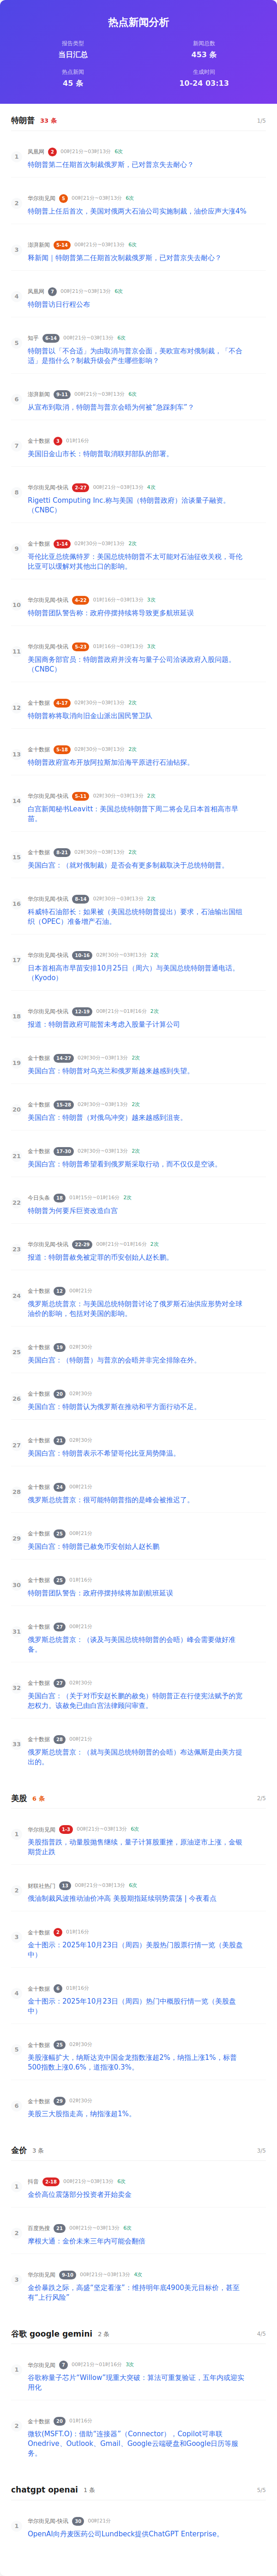 热点新闻分析
报告类型
新闻总数
当日汇总
453 条
热点新闻
生成时间
45 条
10-24 03:13
特朗普 33 条 1/5
1
凤凰网 2 00时21分~03时13分 6次
特朗普第二任期首次制裁俄罗斯，已对普京失去耐心？
2
华尔街见闻 5 00时21分~03时13分 6次
特朗普上任后首次，美国对俄两大石油公司实施制裁，油价应声大涨4%
3
澎湃新闻 5-14 00时21分~03时13分 6次
释新闻｜特朗普第二任期首次制裁俄罗斯，已对普京失去耐心？
4
凤凰网 7 00时21分~03时13分 6次
特朗普访日行程公布
5
知乎 6-14 00时21分~03时13分 6次
特朗普以「不合适」为由取消与普京会面，美欧宣布对俄制裁，「不合
适」是指什么？制裁升级会产生哪些影响？
6
澎湃新闻 9-11 00时21分~03时13分 6次
从宣布到取消，特朗普与普京会晤为何被“急踩刹车”？
7
金十数据 3 01时16分
美国旧金山市长：特朗普取消联邦部队的部署。
8
华尔街见闻-快讯 2-27 00时21分~03时13分 4次
Rigetti Computing Inc.称与美国（特朗普政府）洽谈量子融资。
（CNBC）
9
金十数据 1-14 02时30分~03时13分 2次
哥伦比亚总统佩特罗：美国总统特朗普不太可能对石油征收关税，哥伦
比亚可以缓解对其他出口的影响。
10
华尔街见闻-快讯 4-22 01时16分~03时13分 3次
特朗普团队警告称：政府停摆持续将导致更多航班延误
11
华尔街见闻-快讯 5-23 01时16分~03时13分 3次
美国商务部官员：特朗普政府并没有与量子公司洽谈政府入股问题。
（CNBC）
12
金十数据 4-17 02时30分~03时13分 2次
特朗普称将取消向旧金山派出国民警卫队
13
金十数据 5-18 02时30分~03时13分 2次
特朗普政府宣布开放阿拉斯加沿海平原进行石油钻探。
14
华尔街见闻-快讯 5-11 02时30分~03时13分 2次
白宫新闻秘书Leavitt：美国总统特朗普下周二将会见日本首相高市早
苗。
15
金十数据 8-21 02时30分~03时13分 2次
美国白宫：（就对俄制裁）是否会有更多制裁取决于总统特朗普。
16
华尔街见闻-快讯 8-14 02时30分~03时13分 2次
科威特石油部长：如果被（美国总统特朗普提出）要求，石油输出国组
织（OPEC）准备增产石油。
17
华尔街见闻-快讯 10-16 02时30分~03时13分 2次
日本首相高市早苗安排10月25日（周六）与美国总统特朗普通电话。
（Kyodo）
18
华尔街见闻-快讯 12-19 00时21分~01时16分 2次
报道：特朗普政府可能暂未考虑入股量子计算公司
19
金十数据 14-27 02时30分~03时13分 2次
美国白宫：特朗普对乌克兰和俄罗斯越来越感到失望。
20
金十数据 15-28 02时30分~03时13分 2次
美国白宫：特朗普（对俄乌冲突）越来越感到沮丧。
21
金十数据 17-30 02时30分~03时13分 2次
美国白宫：特朗普希望看到俄罗斯采取行动，而不仅仅是空谈。
22
今日头条 18 01时15分~01时16分 2次
特朗普为何要斥巨资改造白宫
23
华尔街见闻-快讯 22-29 00时21分~01时16分 2次
报道：特朗普赦免被定罪的币安创始人赵长鹏。
24
金十数据 12 00时21分
俄罗斯总统普京：与美国总统特朗普讨论了俄罗斯石油供应形势对全球
油价的影响，包括对美国的影响。
25
金十数据 19 02时30分
美国白宫：（特朗普）与普京的会晤并非完全排除在外。
26
金十数据 20 02时30分
美国白宫：特朗普认为俄罗斯在推动和平方面行动不足。
27
金十数据 21 02时30分
美国白宫：特朗普表示不希望哥伦比亚局势降温。
28
金十数据 24 00时21分
俄罗斯总统普京：很可能特朗普指的是峰会被推迟了。
29
金十数据 25 00时21分
美国白宫：特朗普已赦免币安创始人赵长鹏
30
金十数据 25 01时16分
特朗普团队警告：政府停摆持续将加剧航班延误
31
金十数据 27 00时21分
俄罗斯总统普京：（谈及与美国总统特朗普的会晤）峰会需要做好准
备。
32
金十数据 27 02时30分
美国白宫：（关于对币安赵长鹏的赦免）特朗普正在行使宪法赋予的宽
恕权力。该赦免已由白宫法律顾问审查。
33
金十数据 28 00时21分
俄罗斯总统普京：（就与美国总统特朗普的会晤）布达佩斯是由美方提
出的。
美股 6 条 2/5
1
华尔街见闻 1-3 00时21分~03时13分 6次
美股指普跌，动量股抛售继续，量子计算股重挫，原油逆市上涨，金银
期货止跌
2
财联社热门 13 00时21分~03时13分 6次
俄油制裁风波推动油价冲高 美股期指延续弱势震荡 | 今夜看点
3
金十数据 2 01时16分
金十图示：2025年10月23日（周四）美股热门股票行情一览（美股盘
中）
4
金十数据 6 01时16分
金十图示：2025年10月23日（周四）热门中概股行情一览（美股盘
中）
5
金十数据 25 02时30分
美股涨幅扩大，纳斯达克中国金龙指数涨超2%，纳指上涨1%，标普
500指数上涨0.6%，道指涨0.3%。
6
金十数据 29 02时30分
美股三大股指走高，纳指涨超1%。
金价 3 条 3/5
1
抖音 2-18 00时21分~03时13分 6次
金价高位震荡部分投资者开始卖金
2
百度热搜 21 00时21分~03时13分 6次
摩根大通：金价未来三年内可能会翻倍
3
华尔街见闻 9-10 00时21分~03时13分 4次
金价暴跌之际，高盛“坚定看涨”：维持明年底4900美元目标价，甚至
有“上行风险”
谷歌 google gemini 2 条 4/5
1
华尔街见闻 7 00时21分~01时16分 3次
谷歌称量子芯片“Willow”现重大突破：算法可重复验证，五年内或迎实
用化
2
金十数据 20 01时16分
微软(MSFT.O)：借助“连接器”（Connector），Copilot可串联
Onedrive、Outlook、Gmail、Google云端硬盘和Google日历等服
务。
chatgpt openai 1 条 5/5
1
华尔街见闻-快讯 30 00时21分
OpenAI向丹麦医药公司Lundbeck提供ChatGPT Enterprise。